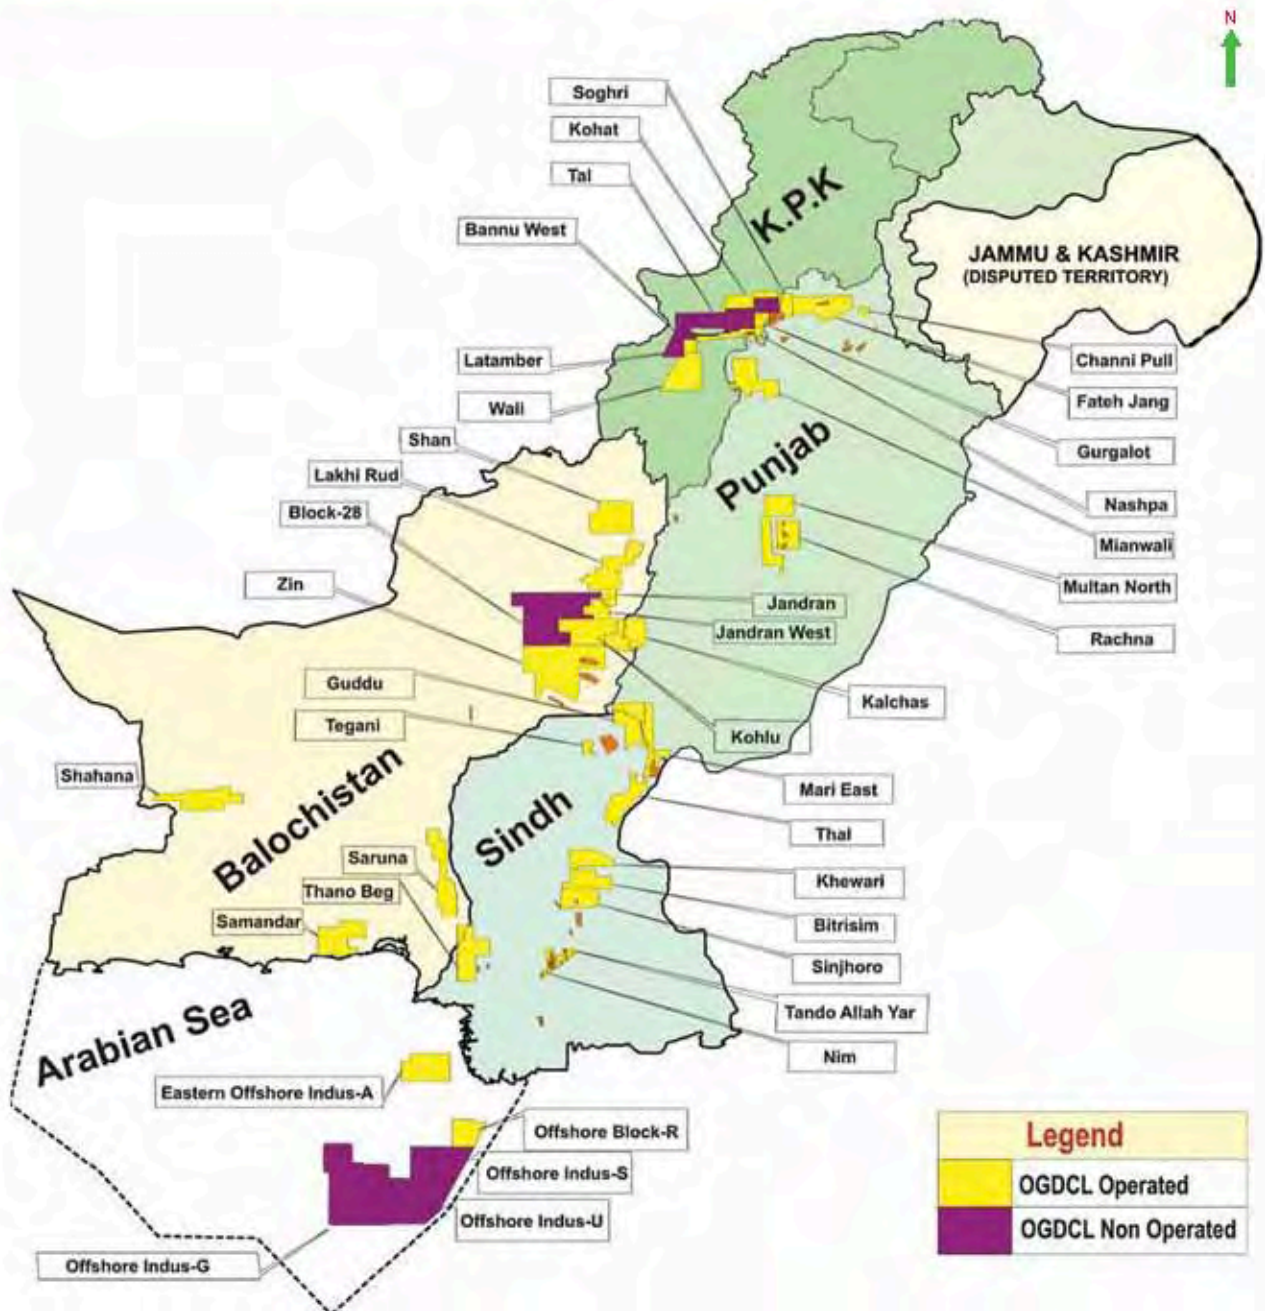 N
Soghri
Kohat
Tal
K.P.K
Bannu West
JAMMU & KASHMIR
(DISPUTED TERRITORY)
Latamber
Channi Pull
Wali
Fateh Jang
Shan
Gurgalot
Lakhi Rud
Punjab
Block-28
Nashpa
Mianwali
Zin
Multan North
Jandran
Jandran West
Rachna
Guddu
Kalchas
Tegani
Kohlu
Shahana
Mari East
Balochistan
Sindh
Thal
Saruna
Khewari
Thano Beg
Samandar
Bitrisim
Sinjhoro
Arabian Sea
Tando Allah Yar
Nim
Eastern Offshore Indus-A
Offshore Block-R
Offshore Indus-S
Offshore Indus-U
Offshore Indus-G
Legend
OGDCL Operated
OGDCL Non Operated